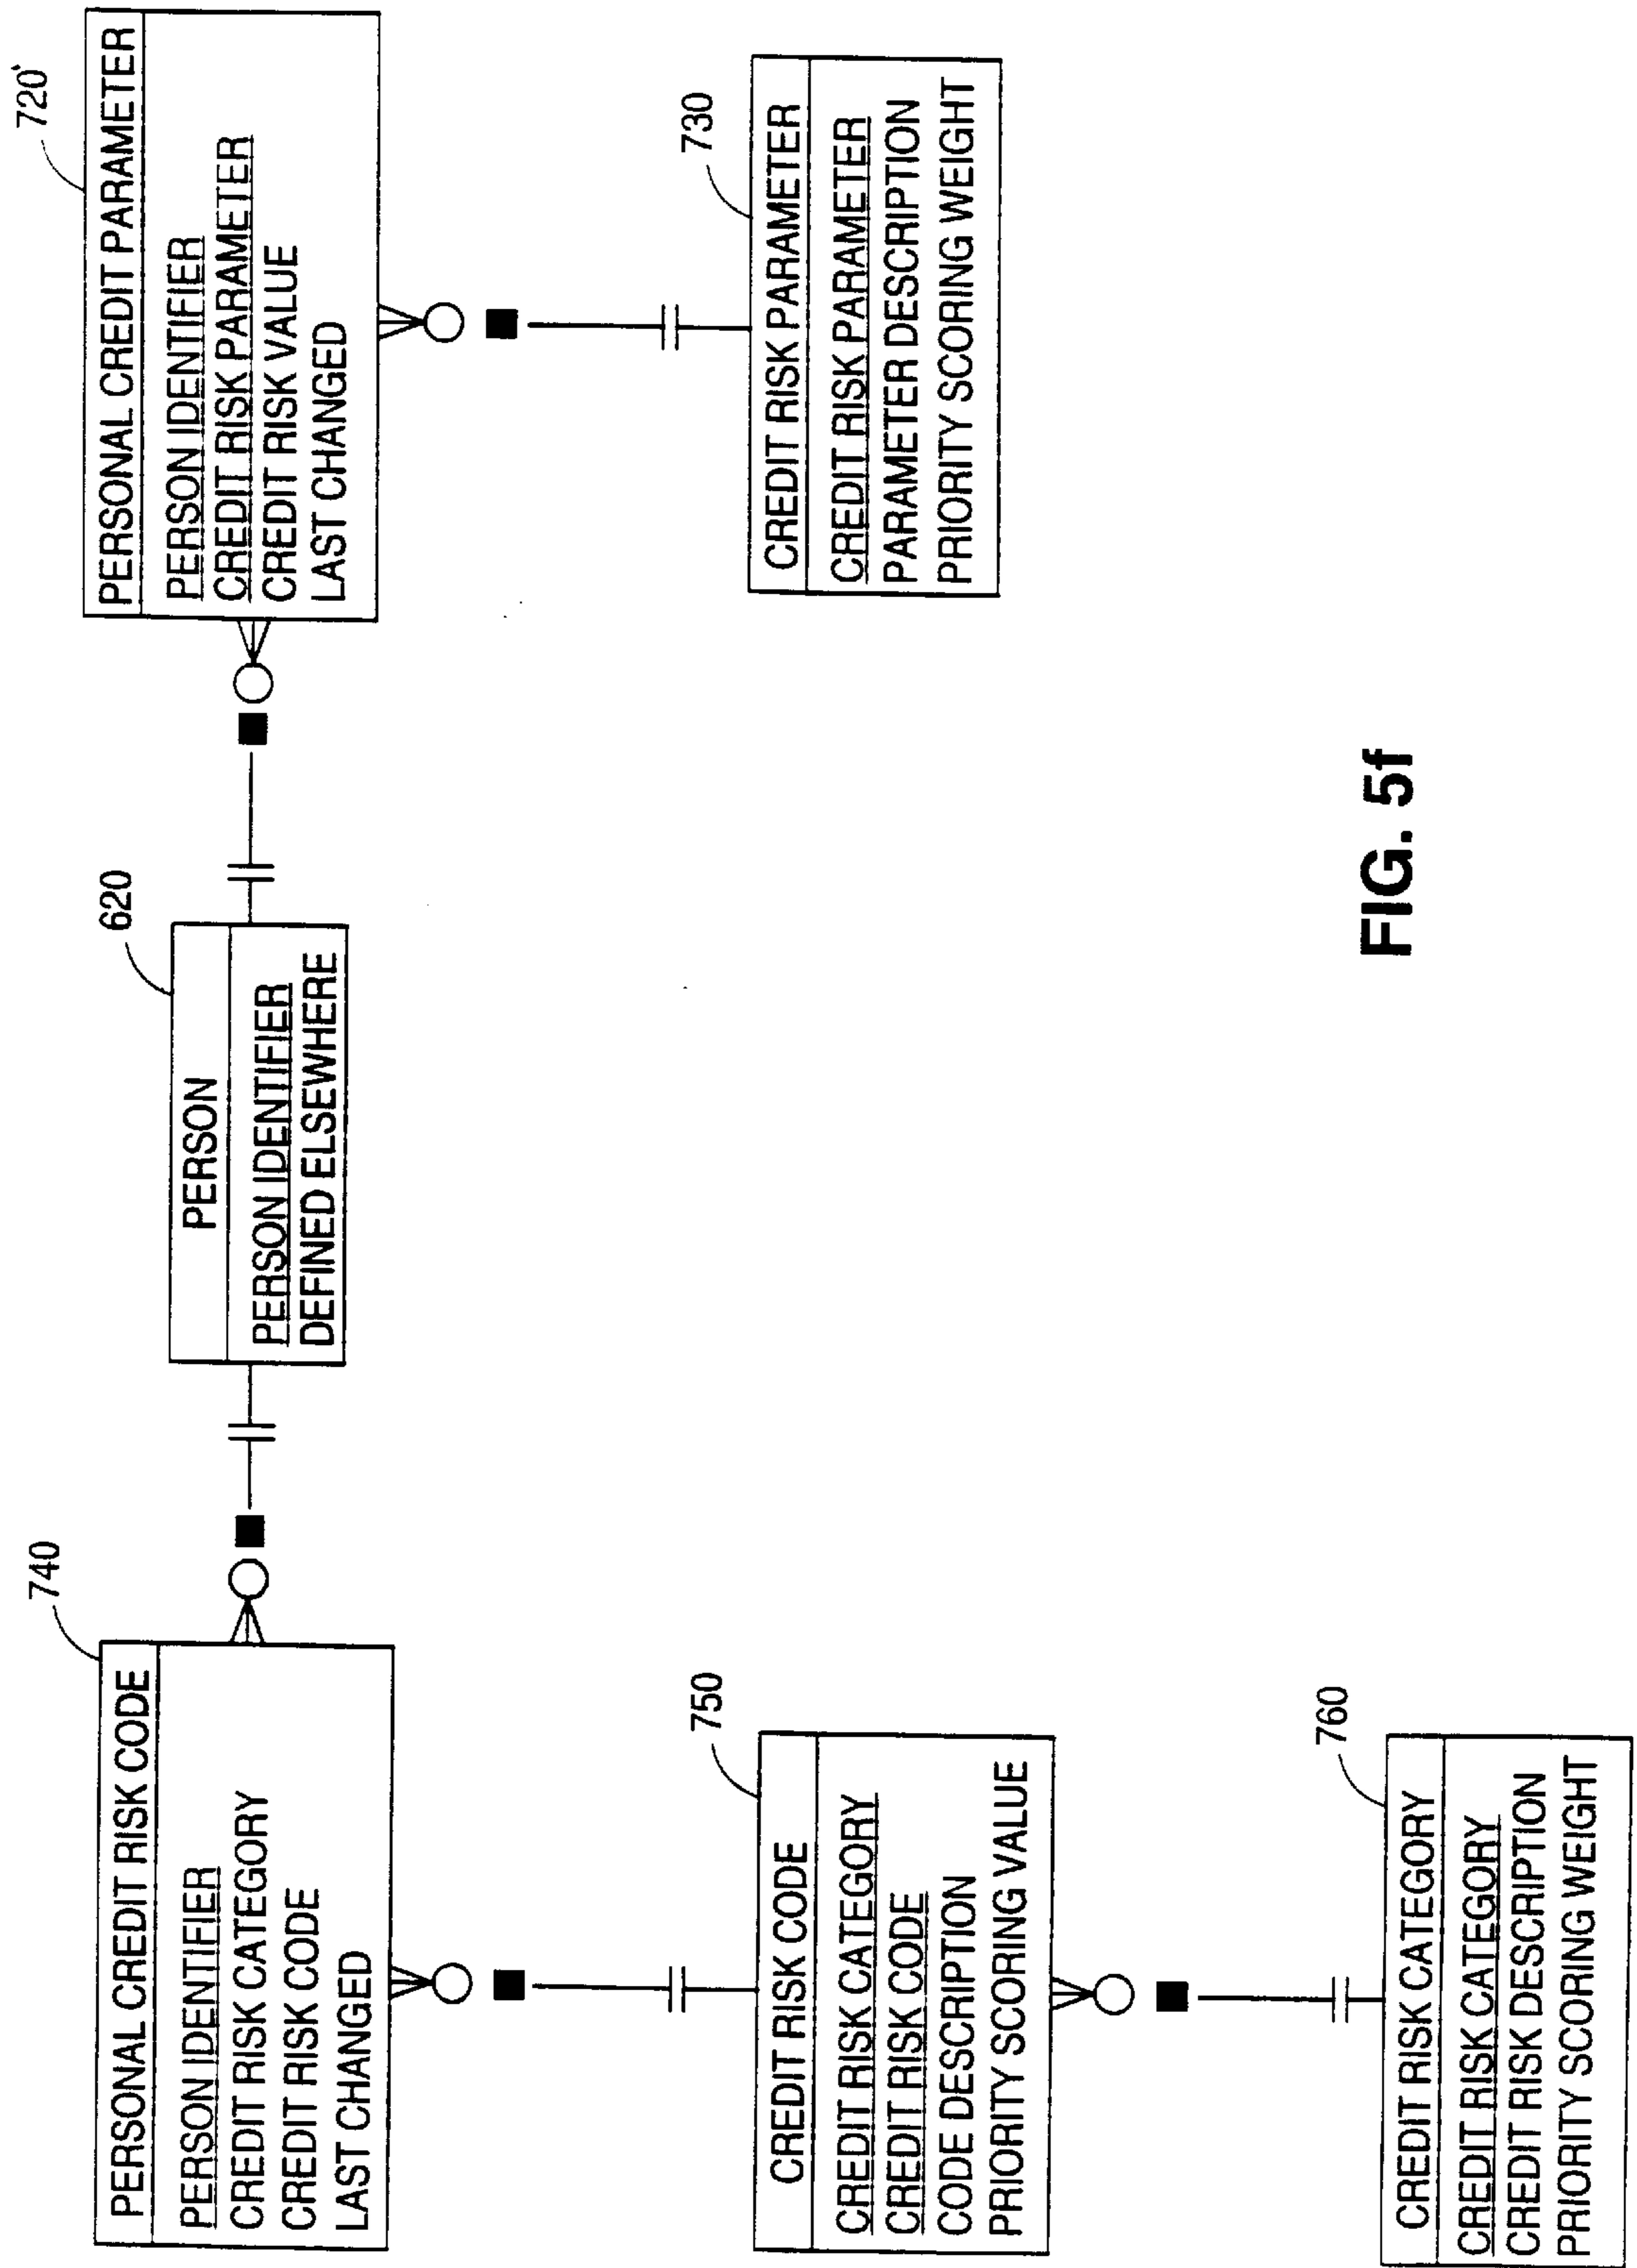 740
PERSONAL CREDIT RISK CODE
PERSON IDENTIFIER
CREDIT RISK CATEGORY
CREDIT RISK CODE
LAST CHANGED
620
PERSON
PERSON IDENTIFIER
DEFINED ELSEWHERE
720'
PERSONAL CREDIT PARAMETER
PERSON IDENTIFIER
CREDIT RISK PARAMETER
CREDIT RISK VALUE
LAST CHANGED
750
CREDIT RISK CODE
CREDIT RISK CATEGORY
CREDIT RISK CODE
CODE DESCRIPTION
PRIORITY SCORING VALUE
730
CREDIT RISK PARAMETER
CREDIT RISK PARAMETER
PARAMETER DESCRIPTION
PRIORITY SCORING WEIGHT
760
CREDIT RISK CATEGORY
CREDIT RISK CATEGORY
CREDIT RISK DESCRIPTION
PRIORITY SCORING WEIGHT
FIG. 5f